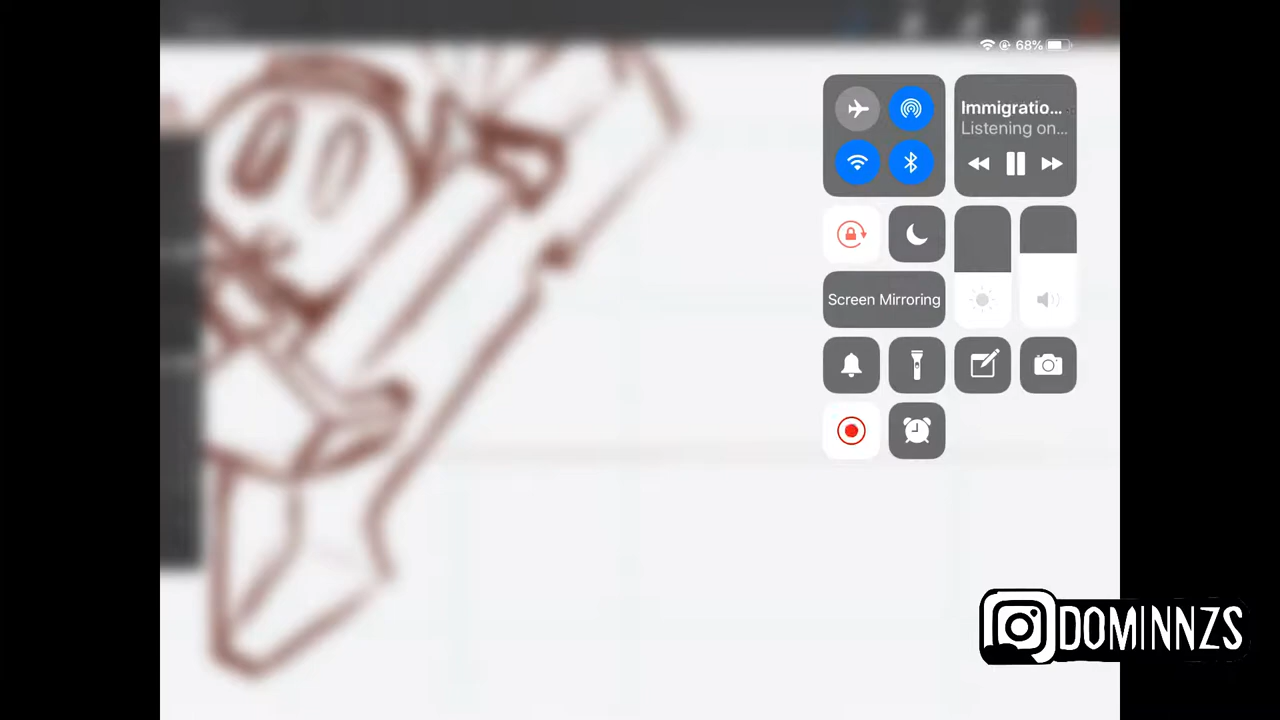 68%
Immigratio...
Listening on...
Screen Mirroring
DOMINNZS